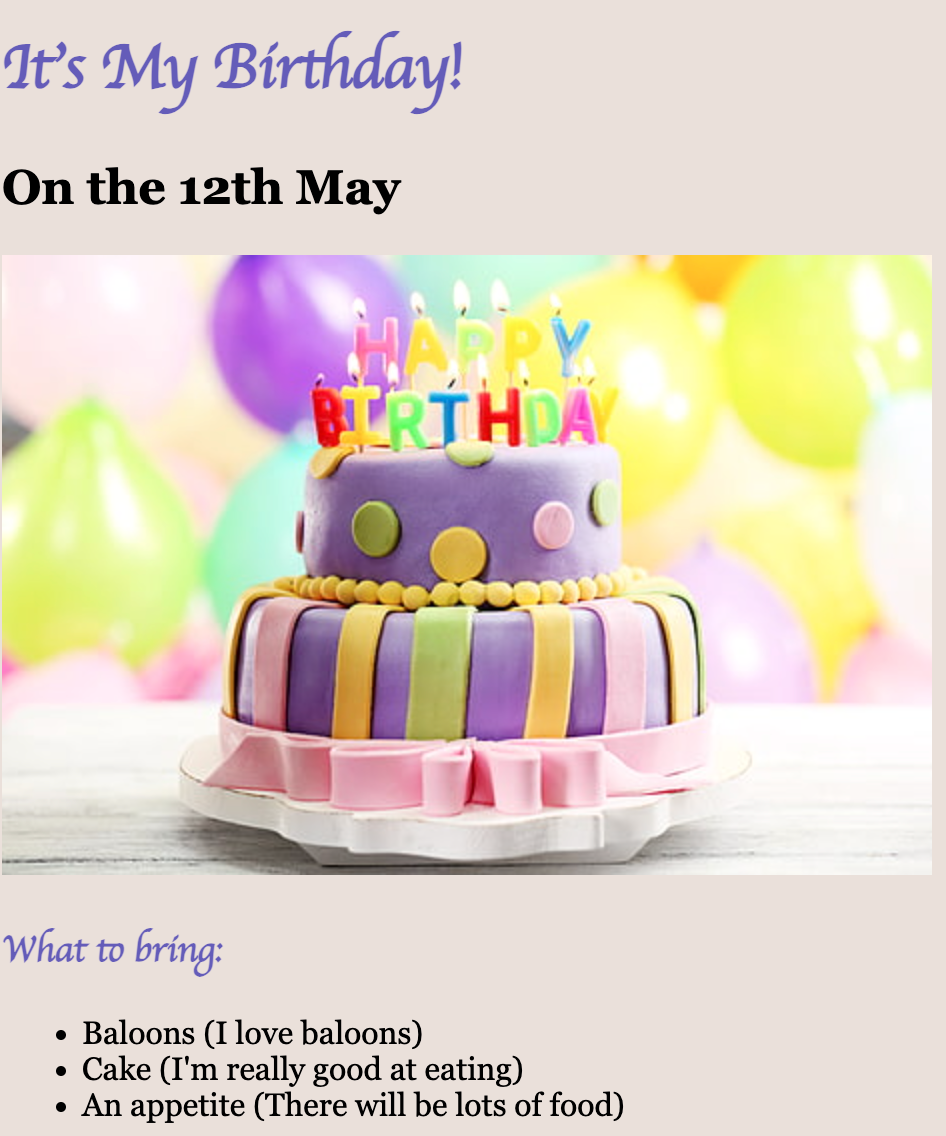 It's My Birthday!
On the 12th May
HAPPY
BIRTHDAY
What to bring:
Baloons (I love baloons)
Cake (I'm really good at eating)
An appetite (There will be lots of food)